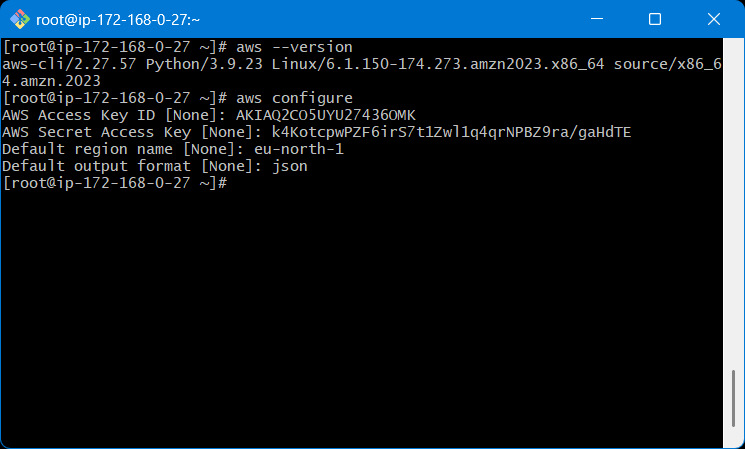 root@ip-172-168-0-27:~
[root@ip-172-168-0-27 ~]# aws --version
aws-cli/2.27.57 Python/3.9.23 Linux/6.1.150-174.273.amzn2023.x86_64 source/x86_6
4.amzn.2023
[root@ip-172-168-0-27 ~]# aws configure
AWS Access Key ID [None]: AKIAQ2CO5UYU27436OMK
AWS Secret Access Key [None]: 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
Default region name [None]: eu-north-1
Default output format [None]: json
[root@ip-172-168-0-27 ~]#